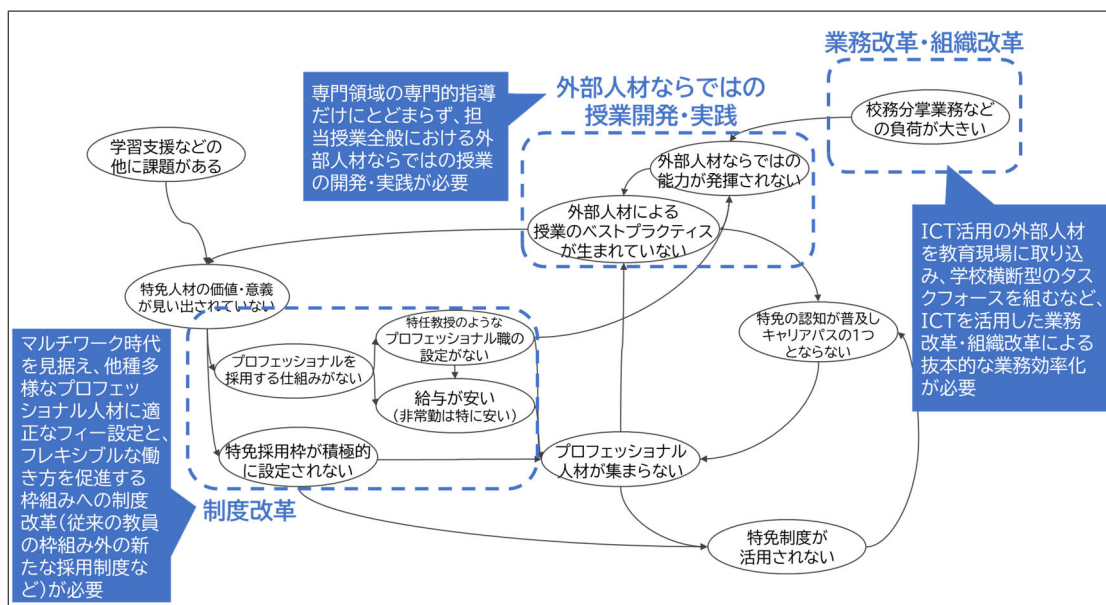 業務改革・組織改革
校務分掌業務など
の負荷が大きい
外部人材ならではの
授業開発・実践
専門領域の専門的指導
だけにとどまらず、担
当授業全般における外
部人材ならではの授業
の開発・実践が必要
学習支援などの
他に課題がある
外部人材ならではの
能力が発揮されない
外部人材による
授業のベストプラクティス
が生まれていない
ICT活用の外部人材
を教育現場に取り込
み、学校横断型のタス
クフォースを組むなど、
ICTを活用した業務
改革・組織改革による
抜本的な業務効率化
が必要
特免人材の価値・意義
が見い出されていない
特任教授のような
プロフェッショナル職の
設定がない
特免の認知が普及し
キャリアパスの1つ
とならない
プロフェッショナルを
採用する仕組みがない
給与が安い
(非常勤は特に安い)
マルチワーク時代
を見据え、他種多
様なプロフェッ
ショナル人材に適
正なフィー設定と、
フレキシブルな働
き方を促進する
枠組みへの制度
改革(従来の教員
の枠組み外の新
たな採用制度な
ど)が必要
特免採用枠が積極的
に設定されない
プロフェッショナル
人材が集まらない
制度改革
特免制度が
活用されない